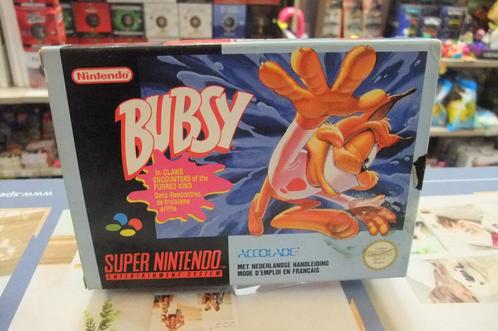 Nintendo
BUBSY
in: CLAWS
ENCOUNTERS of the
FURRED KIND
Dans: Rencontres
de troisième
griffe
SUPER NINTENDO
ENTERTAINMENT SYSTEM
ACCOLADE
MET NEDERLANDSE HANDLEIDING
MODE D'EMPLOI EN FRANÇAIS